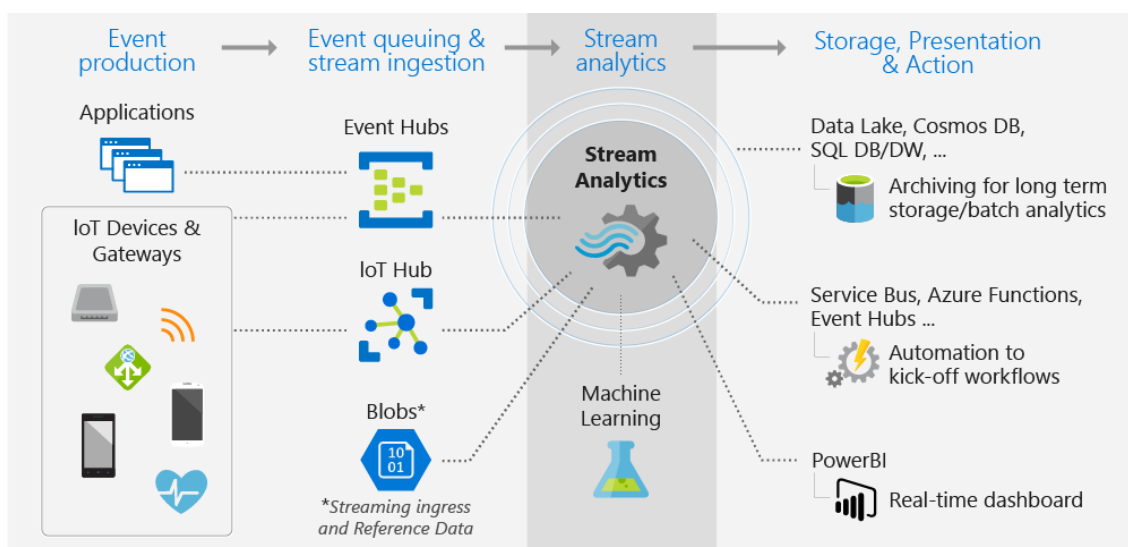 Event
production
Event queuing &
stream ingestion
Stream
analytics
Storage, Presentation
& Action
Applications
IoT Devices &
Gateways
Event Hubs
IoT Hub
Blobs*
10
01
*Streaming ingress
and Reference Data
Stream
Analytics
Machine
Learning
Data Lake, Cosmos DB,
SQL DB/DW, ...
Archiving for long term
storage/batch analytics
Service Bus, Azure Functions,
Event Hubs ...
Automation to
kick-off workflows
PowerBI
Real-time dashboard